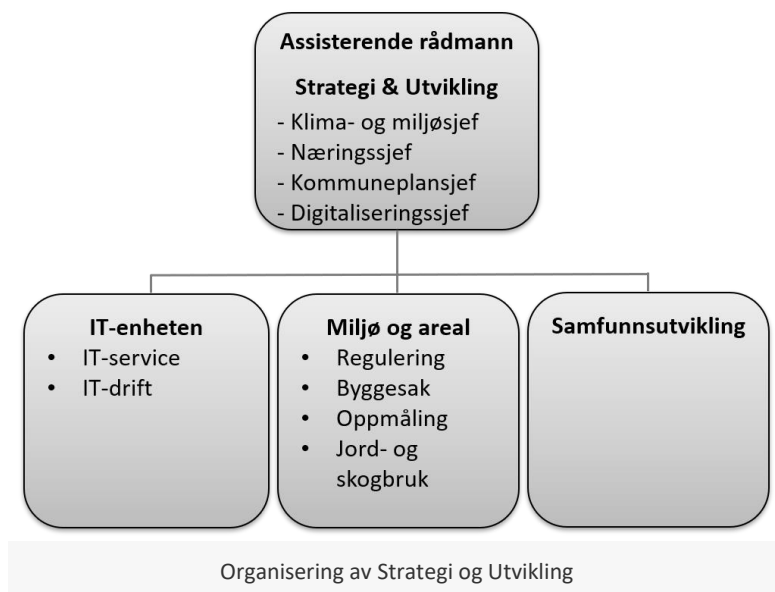 Assisterende rådmann
Strategi & Utvikling
- Klima- og miljøsjef
- Næringssjef
- Kommuneplansjef
- Digitaliseringssjef
IT-enheten
• IT-service
• IT-drift
Miljø og areal
• Regulering
• Byggesak
• Oppmåling
• Jord- og
skogbruk
Samfunnsutvikling
Organisering av Strategi og Utvikling